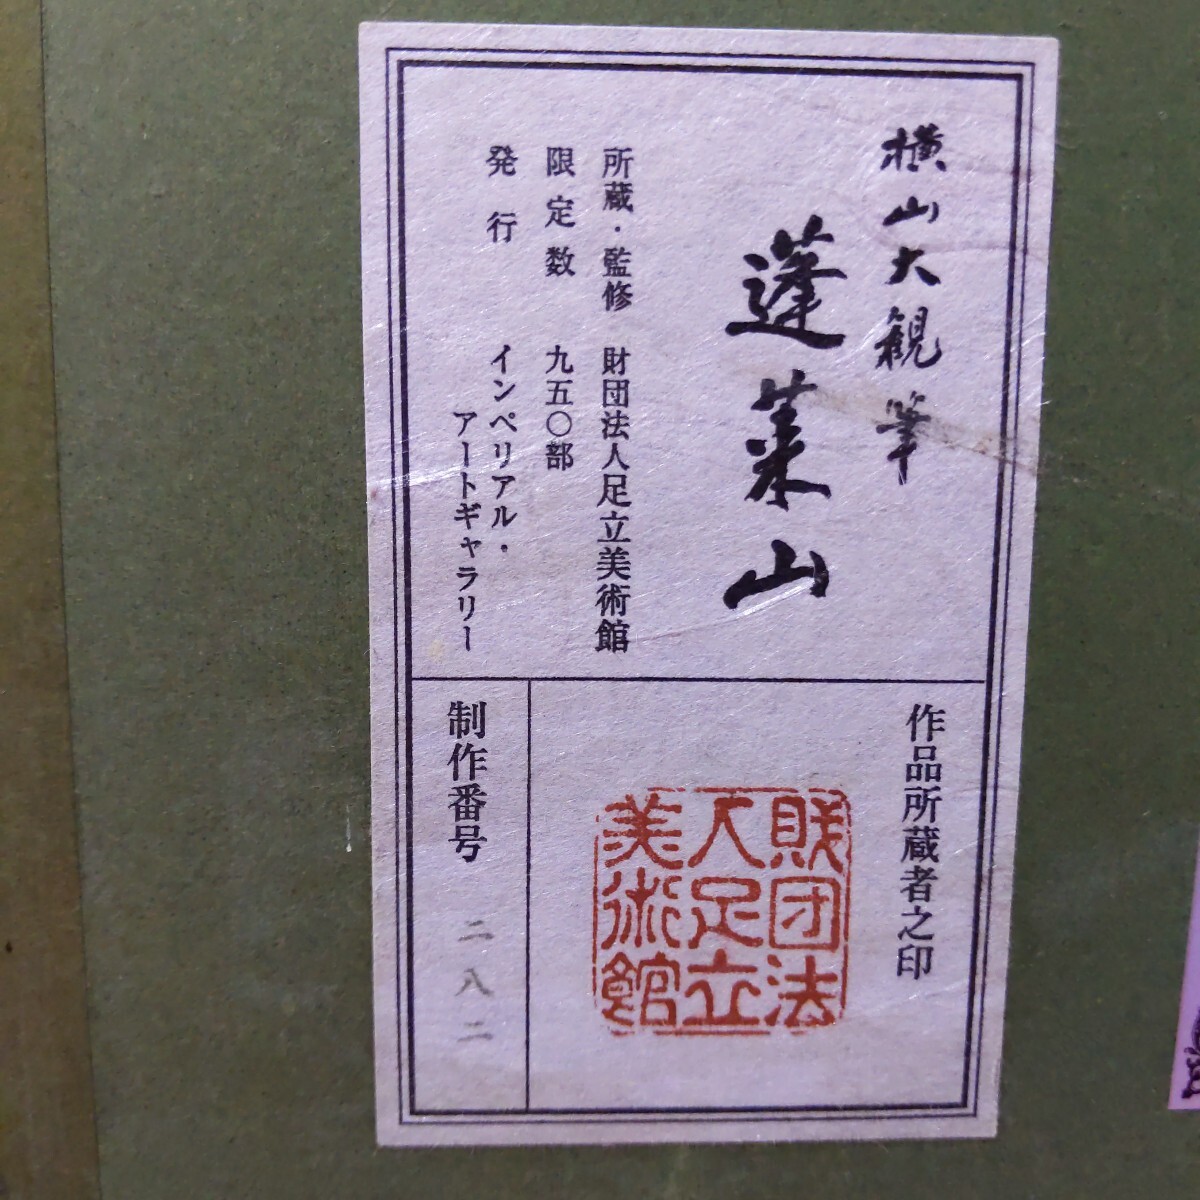 横山大観筆
蓬莱山
所蔵・監修 財団法人足立美術館
限定数 九五〇部
発行 インペリアル・
アートギャラリー
作品所蔵者之印
財団法
人足立
美術館
制作番号 二八二